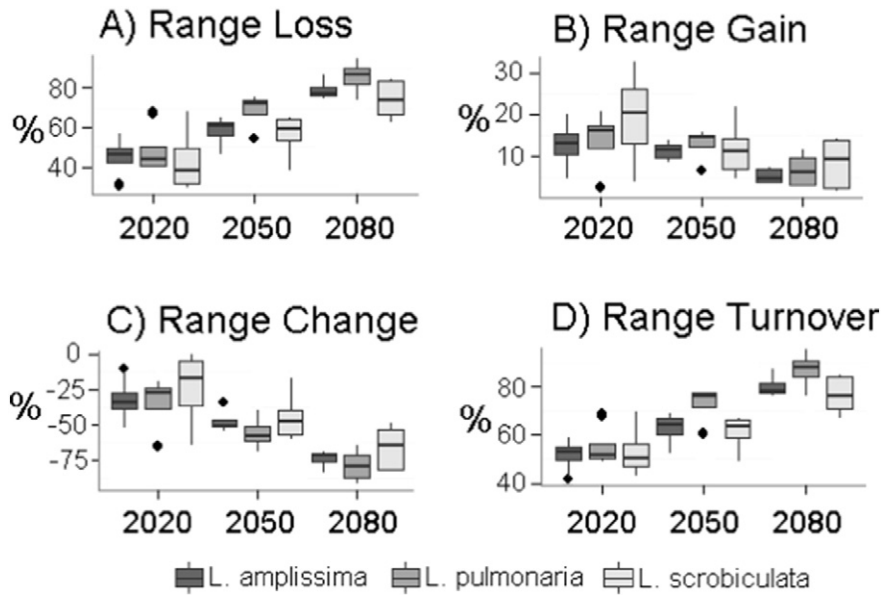 A) Range Loss
%
80
60
40
2020 2050 2080
B) Range Gain
%
30
20
10
2020 2050 2080
C) Range Change
%
0
-25
-50
-75
2020 2050 2080
D) Range Turnover
%
80
60
40
2020 2050 2080
L. amplissima L. pulmonaria L. scrobiculata